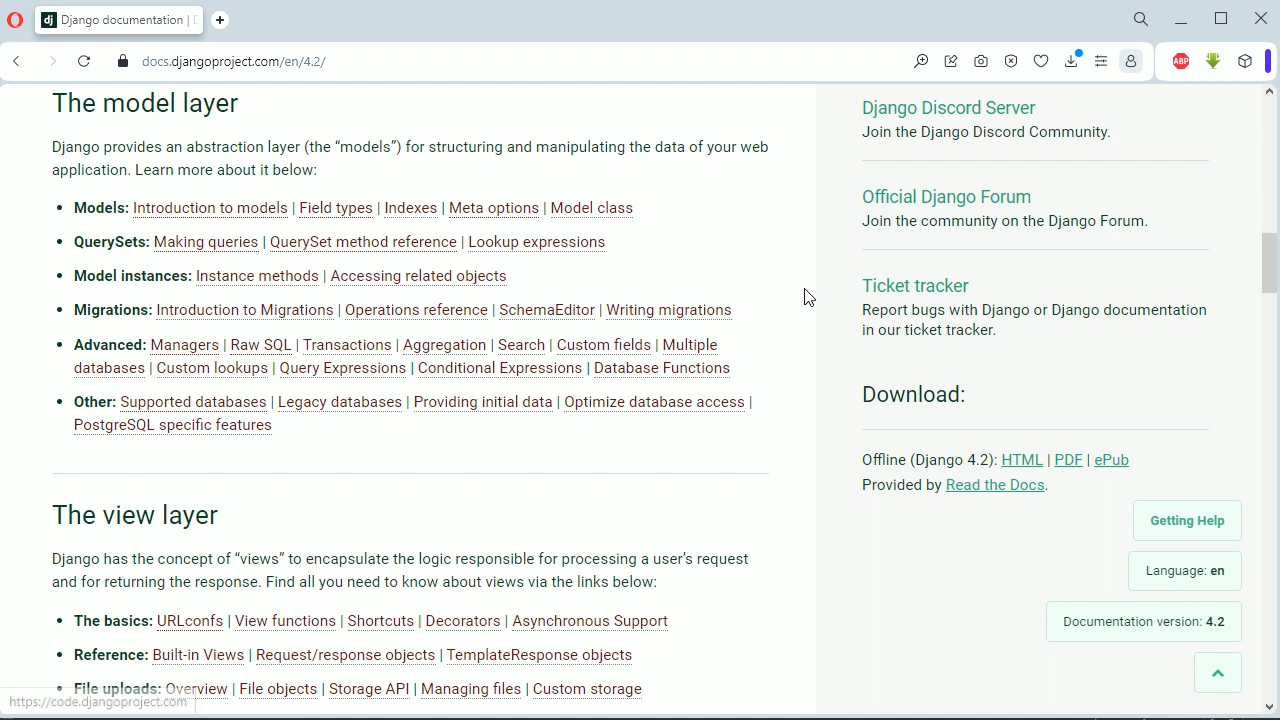 dj Django documentation |
docs.djangoproject.com/en/4.2/
ABP
The model layer
Django provides an abstraction layer (the “models”) for structuring and manipulating the data of your web
application. Learn more about it below:
• Models: Introduction to models | Field types | Indexes | Meta options | Model class
• QuerySets: Making queries | QuerySet method reference | Lookup expressions
• Model instances: Instance methods | Accessing related objects
• Migrations: Introduction to Migrations | Operations reference | SchemaEditor | Writing migrations
• Advanced: Managers | Raw SQL | Transactions | Aggregation | Search | Custom fields | Multiple
databases | Custom lookups | Query Expressions | Conditional Expressions | Database Functions
• Other: Supported databases | Legacy databases | Providing initial data | Optimize database access |
PostgreSQL specific features
The view layer
Django has the concept of “views” to encapsulate the logic responsible for processing a user’s request
and for returning the response. Find all you need to know about views via the links below:
• The basics: URLconfs | View functions | Shortcuts | Decorators | Asynchronous Support
• Reference: Built-in Views | Request/response objects | TemplateResponse objects
• File uploads: Overview | File objects | Storage API | Managing files | Custom storage
https://code.djangoproject.com
Django Discord Server
Join the Django Discord Community.
Official Django Forum
Join the community on the Django Forum.
Ticket tracker
Report bugs with Django or Django documentation
in our ticket tracker.
Download:
Offline (Django 4.2): HTML | PDF | ePub
Provided by Read the Docs.
Getting Help
Language: en
Documentation version: 4.2